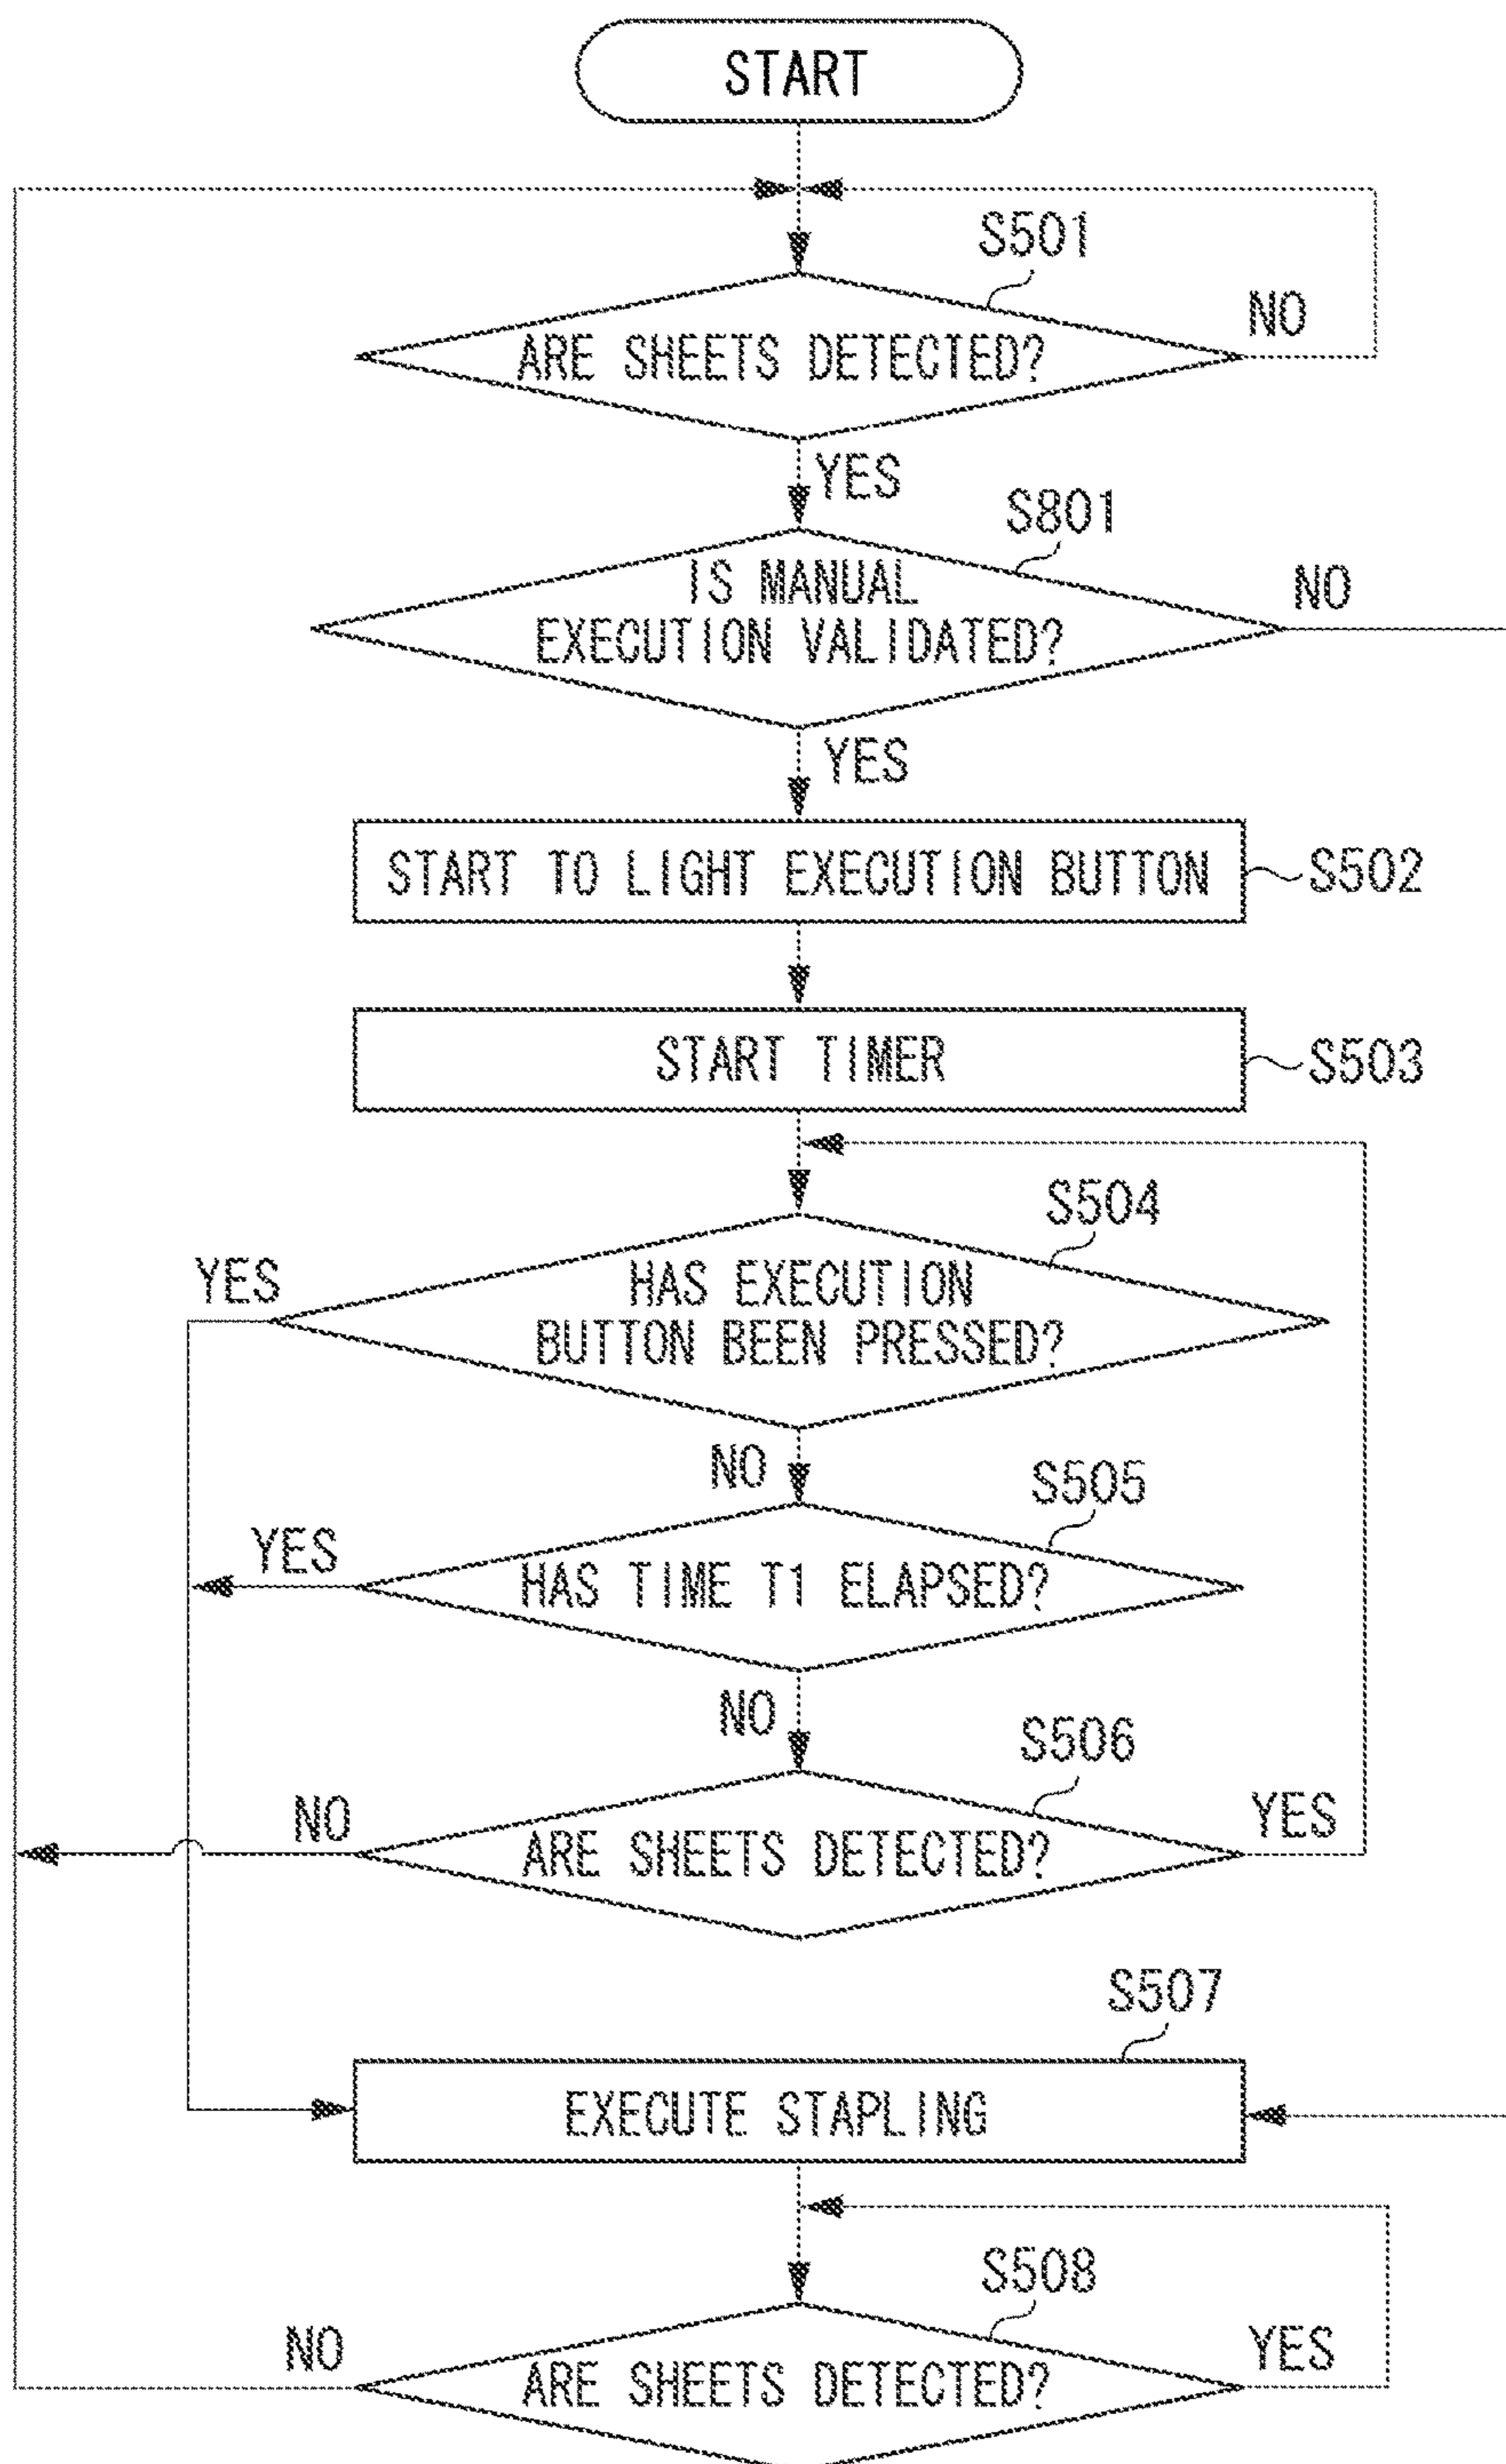 START
S501
NO
ARE SHEETS DETECTED?
YES
S801
NO
IS MANUAL
EXECUTION VALIDATED?
YES
START TO LIGHT EXECUTION BUTTON
S502
START TIMER
S503
S504
YES
HAS EXECUTION
BUTTON BEEN PRESSED?
NO
S505
YES
HAS TIME T1 ELAPSED?
NO
S506
NO
YES
ARE SHEETS DETECTED?
S507
EXECUTE STAPLING
S508
NO
YES
ARE SHEETS DETECTED?